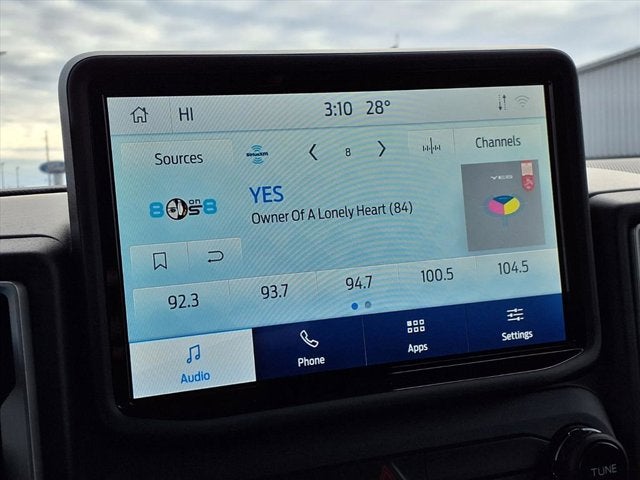 HI 3:10 28°
Sources SiriusXM 8 Channels
80s on 8
YES
Owner Of A Lonely Heart (84)
YES
92.3 93.7 94.7 100.5 104.5
Audio Phone Apps Settings
TUNE